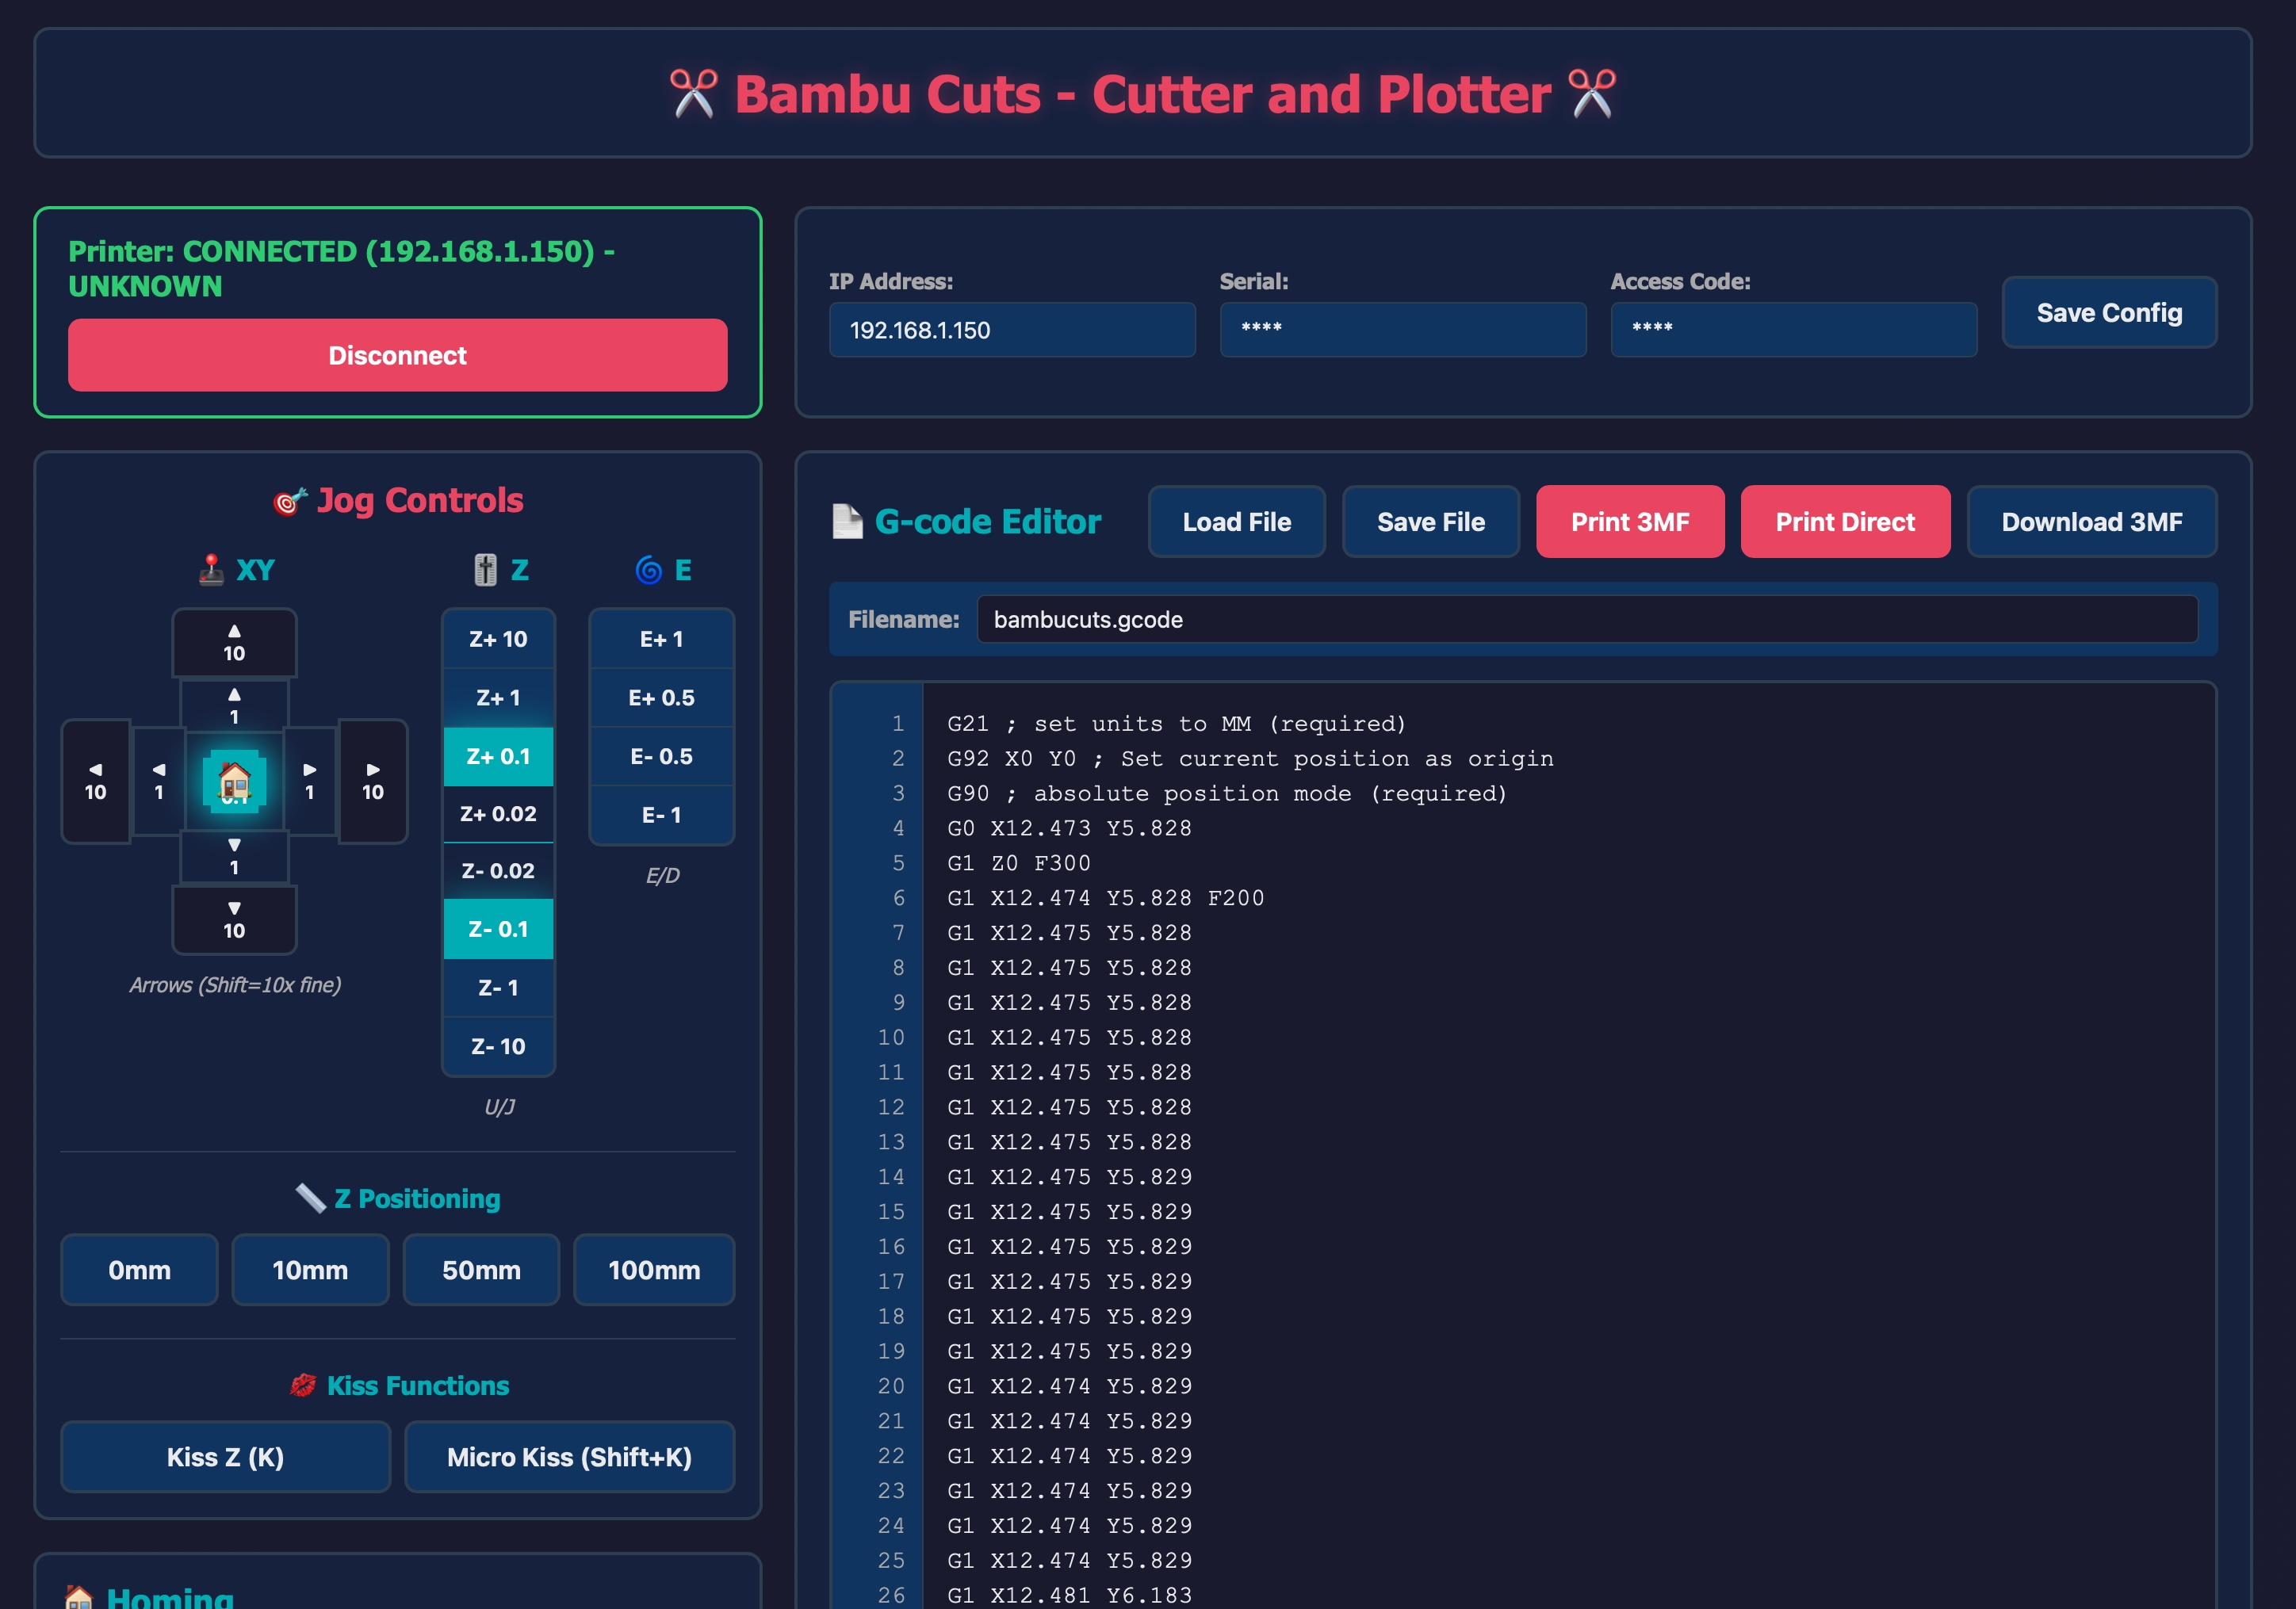 Bambu Cuts - Cutter and Plotter
Printer: CONNECTED (192.168.1.150) -
UNKNOWN
Disconnect
IP Address:
192.168.1.150
Serial:
****
Access Code:
****
Save Config
Jog Controls
XY
10
1
10
1
0.1
1
10
1
10
Arrows (Shift=10x fine)
Z
Z+ 10
Z+ 1
Z+ 0.1
Z+ 0.02
Z- 0.02
Z- 0.1
Z- 1
Z- 10
U/J
E
E+ 1
E+ 0.5
E- 0.5
E- 1
E/D
Z Positioning
0mm
10mm
50mm
100mm
Kiss Functions
Kiss Z (K)
Micro Kiss (Shift+K)
Homing
G-code Editor
Load File
Save File
Print 3MF
Print Direct
Download 3MF
Filename:
bambucuts.gcode
1 G21 ; set units to MM (required)
2 G92 X0 Y0 ; Set current position as origin
3 G90 ; absolute position mode (required)
4 G0 X12.473 Y5.828
5 G1 Z0 F300
6 G1 X12.474 Y5.828 F200
7 G1 X12.475 Y5.828
8 G1 X12.475 Y5.828
9 G1 X12.475 Y5.828
10 G1 X12.475 Y5.828
11 G1 X12.475 Y5.828
12 G1 X12.475 Y5.828
13 G1 X12.475 Y5.828
14 G1 X12.475 Y5.829
15 G1 X12.475 Y5.829
16 G1 X12.475 Y5.829
17 G1 X12.475 Y5.829
18 G1 X12.475 Y5.829
19 G1 X12.475 Y5.829
20 G1 X12.474 Y5.829
21 G1 X12.474 Y5.829
22 G1 X12.474 Y5.829
23 G1 X12.474 Y5.829
24 G1 X12.474 Y5.829
25 G1 X12.474 Y5.829
26 G1 X12.481 Y6.183